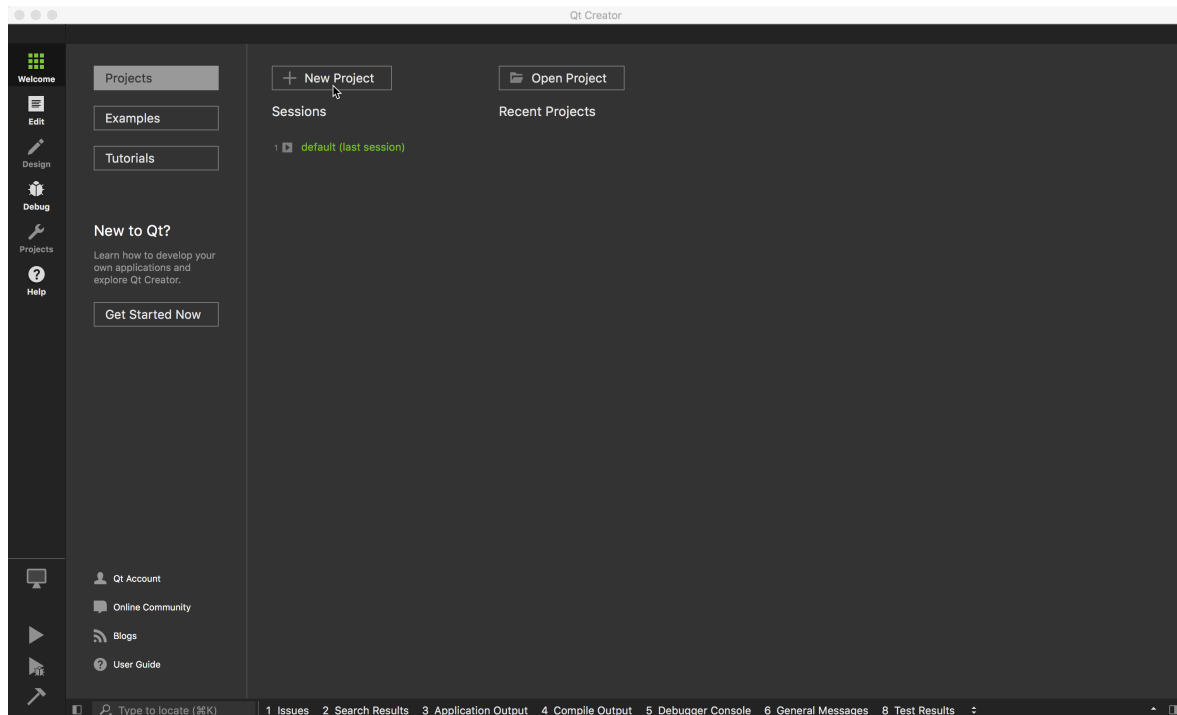 Qt Creator
Welcome
Edit
Design
Debug
Projects
Help
Projects
Examples
Tutorials
New to Qt?
Learn how to develop your
own applications and
explore Qt Creator.
Get Started Now
Qt Account
Online Community
Blogs
User Guide
New Project
Open Project
Sessions
Recent Projects
1 default (last session)
Type to locate (⌘K)
1 Issues 2 Search Results 3 Application Output 4 Compile Output 5 Debugger Console 6 General Messages 8 Test Results